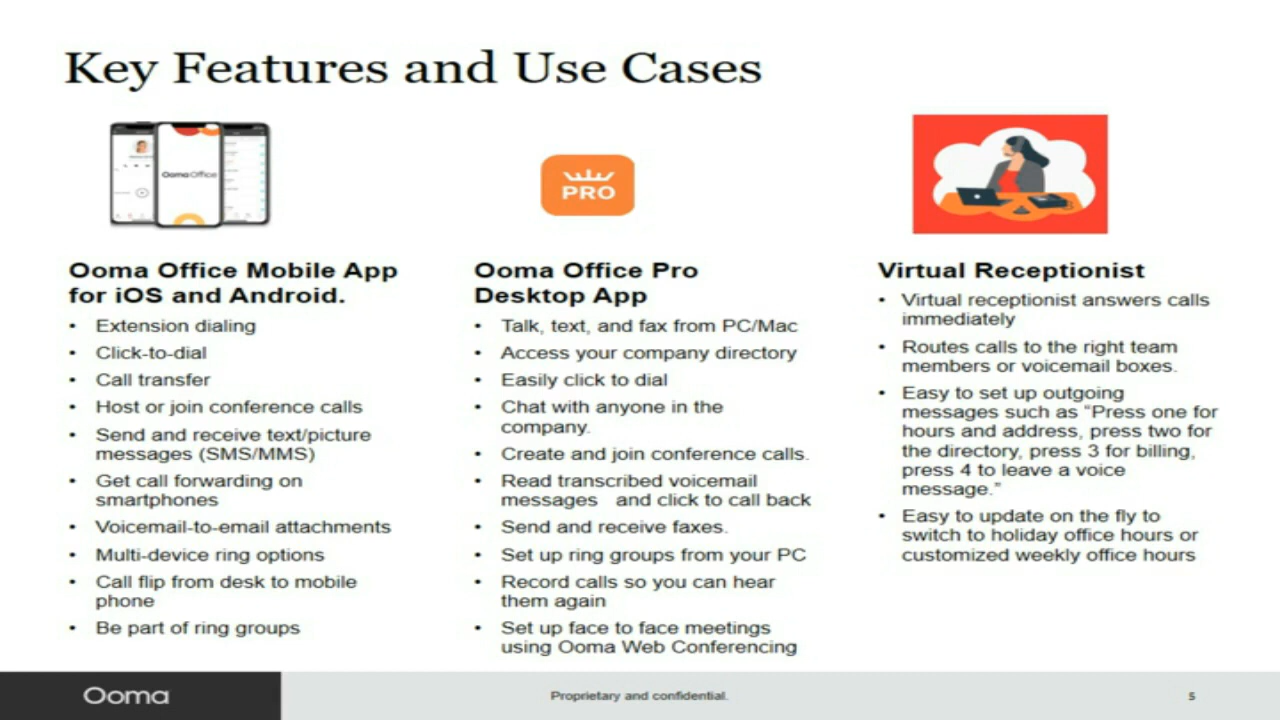 Key Features and Use Cases
Ooma Office
PRO
Ooma Office Mobile App
for iOS and Android.
• Extension dialing
• Click-to-dial
• Call transfer
• Host or join conference calls
• Send and receive text/picture
messages (SMS/MMS)
• Get call forwarding on
smartphones
• Voicemail-to-email attachments
• Multi-device ring options
• Call flip from desk to mobile
phone
• Be part of ring groups
Ooma Office Pro
Desktop App
• Talk, text, and fax from PC/Mac
• Access your company directory
• Easily click to dial
• Chat with anyone in the
company.
• Create and join conference calls.
• Read transcribed voicemail
messages and click to call back
• Send and receive faxes.
• Set up ring groups from your PC
• Record calls so you can hear
them again
• Set up face to face meetings
using Ooma Web Conferencing
Virtual Receptionist
• Virtual receptionist answers calls
immediately
• Routes calls to the right team
members or voicemail boxes.
• Easy to set up outgoing
messages such as “Press one for
hours and address, press two for
the directory, press 3 for billing,
press 4 to leave a voice
message.”
• Easy to update on the fly to
switch to holiday office hours or
customized weekly office hours
Ooma
Proprietary and confidential.
5